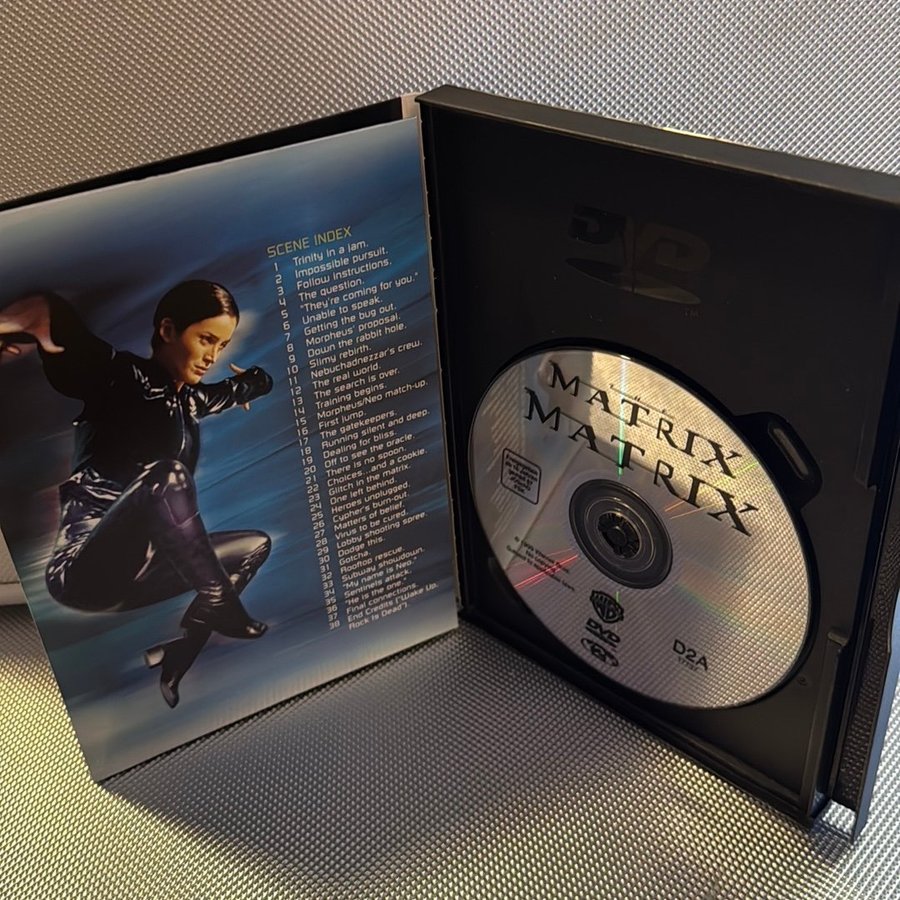 SCENE INDEX
1 Trinity in a jam.
2 Impossible pursuit.
3 Follow instructions.
4 The question.
5 "They're coming for you."
6 Unable to speak.
7 Getting the bug out.
8 Morpheus' proposal.
9 Down the rabbit hole.
10 Slimy rebirth.
11 Nebuchadnezzar's crew.
12 The real world.
13 The search is over.
14 Training begins.
15 Morpheus/Neo match-up.
16 First jump.
17 The gatekeepers.
18 Running silent and deep.
19 Dealing for bliss.
20 Off to see the oracle.
21 There is no spoon.
22 Choices...and a cookie.
23 Glitch in the matrix.
24 One left behind.
25 Heroes unplugged.
26 Cypher's burn-out.
27 Matters of belief.
28 Virus to be cured.
29 Lobby shooting spree.
30 Dodge this.
31 Gotcha.
32 Rooftop rescue.
33 Subway showdown.
34 "My name is Neo."
35 Sentinels attack.
36 "He is the one."
37 Final connections.
38 End Credits ("Wake Up.
Rock is Dead").
DVD
TM
THE
MATRIX
MATRIX
WB
DVD
D2A